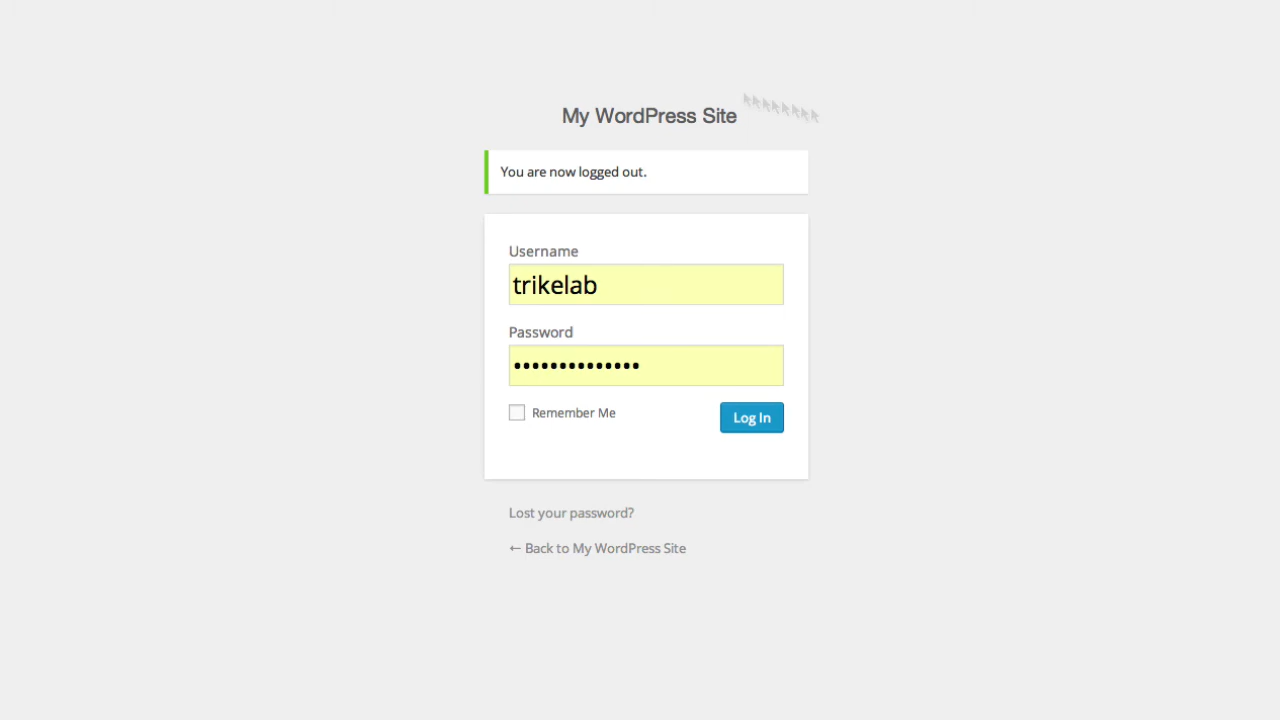 My WordPress Site
You are now logged out.
Username
trikelab
Password
••••••••••••••
Remember Me
Log In
Lost your password?
← Back to My WordPress Site